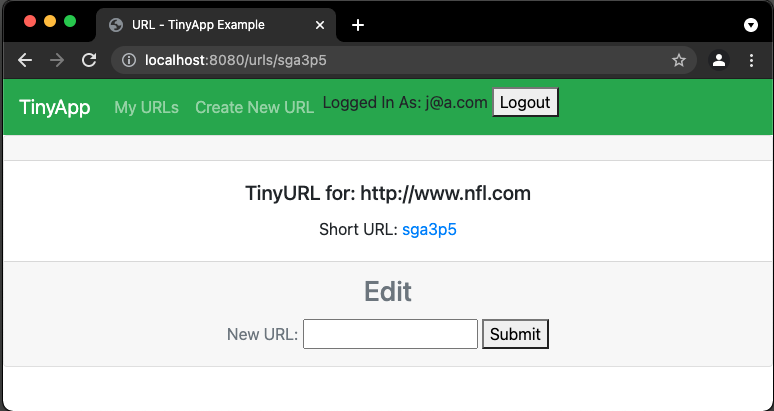 URL - TinyApp Example
localhost:8080/urls/sga3p5
TinyApp My URLs Create New URL Logged In As: j@a.com Logout
TinyURL for: http://www.nfl.com
Short URL: sga3p5
Edit
New URL: Submit